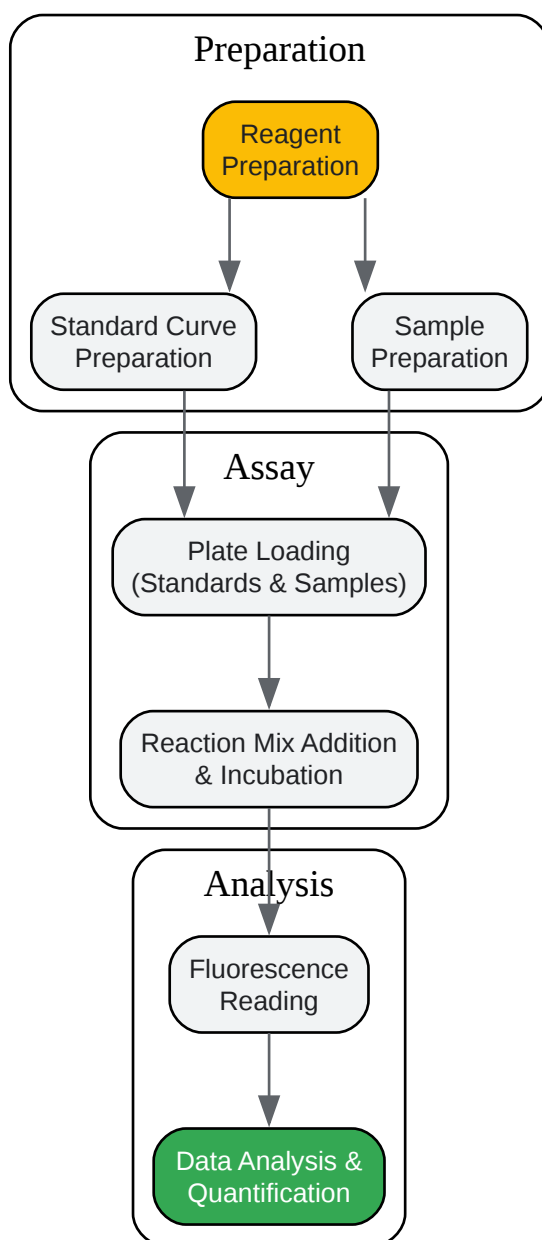 Preparation
Reagent
Preparation
Standard Curve
Preparation
Sample
Preparation
Assay
Plate Loading
(Standards & Samples)
Reaction Mix Addition
& Incubation
Analysis
Fluorescence
Reading
Data Analysis &
Quantification